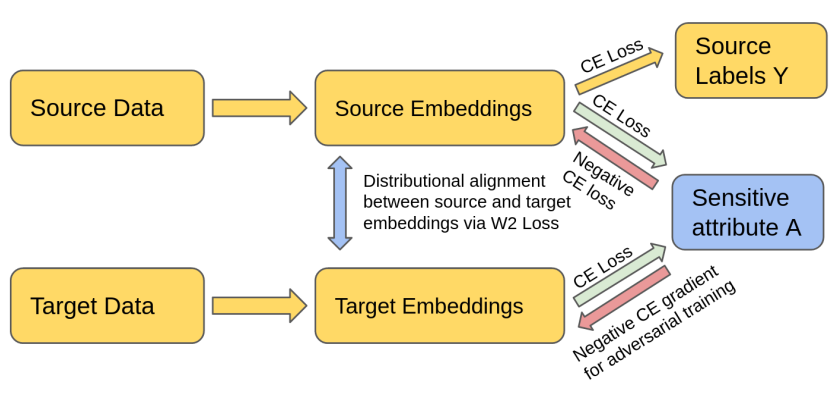 CE Loss
Source
Labels Y
Source Data
Source Embeddings
CE Loss
Negative
CE loss
Distributional alignment
between source and target
embeddings via W2 Loss
Sensitive
attribute A
CE Loss
Target Data
Target Embeddings
Negative CE gradient
for adversarial training